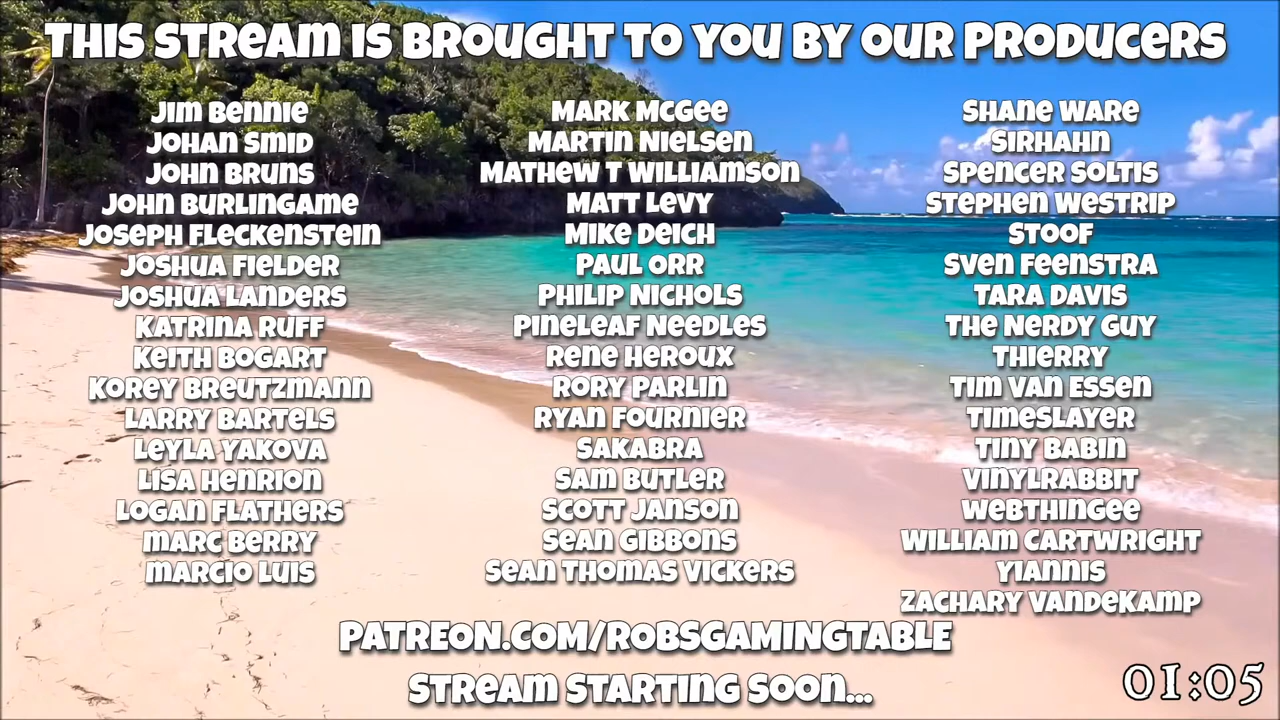 THIS STREAM IS BROUGHT TO YOU BY OUR PRODUCERS
JIM BENNIE
JOHAN SMID
JOHN BRUNS
JOHN BURLINGAME
JOSEPH FLECKENSTEIN
JOSHUA FIELDER
JOSHUA LANDERS
KATRINA RUFF
KEITH BOGART
KOREY BREUTZMANN
LARRY BARTELS
LEYLA YAKOVA
LISA HENRION
LOGAN FLATHERS
MARC BERRY
MARCIO LUIS
MARK MCGEE
MARTIN NIELSEN
MATHEW T WILLIAMSON
MATT LEVY
MIKE DEICH
PAUL ORR
PHILIP NICHOLS
PINELEAF NEEDLES
RENE HEROUX
RORY PARLIN
RYAN FOURNIER
SAKABRA
SAM BUTLER
SCOTT JANSON
SEAN GIBBONS
SEAN THOMAS VICKERS
SHANE WARE
SIRHAHN
SPENCER SOLTIS
STEPHEN WESTRIP
STOOF
SVEN FEENSTRA
TARA DAVIS
THE NERDY GUY
THIERRY
TIM VAN ESSEN
TIMESLAYER
TINY BABIN
VINYLRABBIT
WEBTHINGEE
WILLIAM CARTWRIGHT
YIANNIS
ZACHARY VANDEKAMP
PATREON.COM/ROBSGAMINGTABLE
STREAM STARTING SOON...
01:05